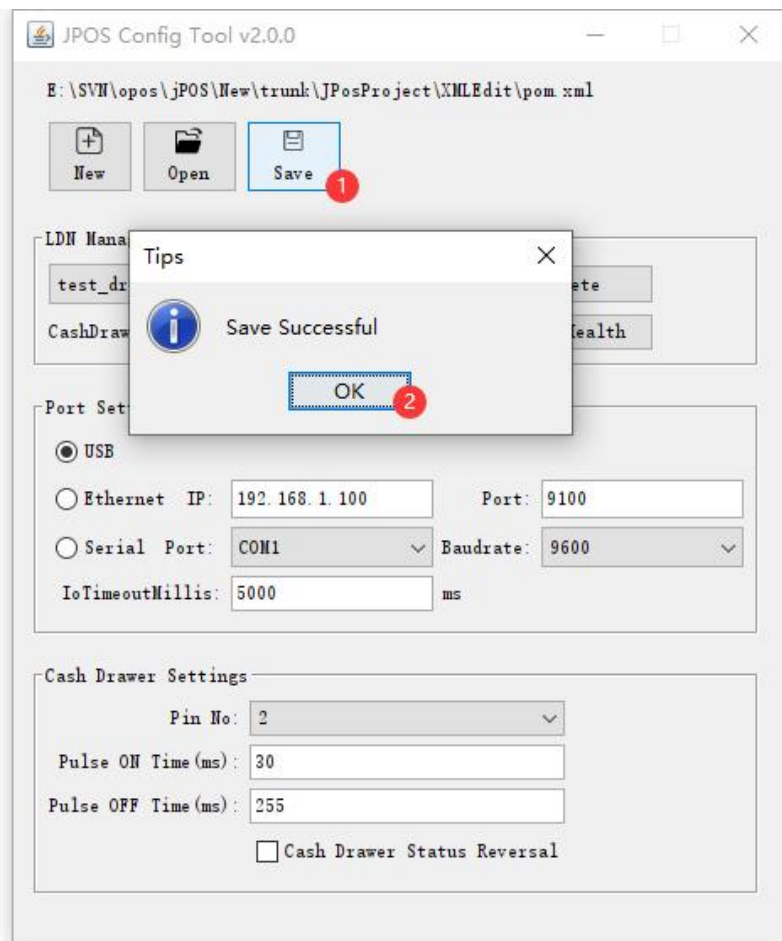 JPOS Config Tool v2.0.0
E:\SVN\opos\jPOS\New\trunk\JPosProject\XMLEdit\pom.xml
New Open Save
1
LDN Mana
Tips
test_dr
ete
Save Successful
CashDraw
Health
OK
2
Port Set
USB
Ethernet IP: 192.168.1.100 Port: 9100
Serial Port: COM1 Baudrate: 9600
IoTimeoutMillis: 5000 ms
Cash Drawer Settings
Pin No: 2
Pulse ON Time(ms): 30
Pulse OFF Time(ms): 255
Cash Drawer Status Reversal